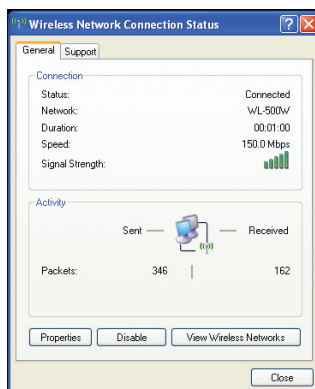 Wireless Network Connection Status
General Support
Connection
Status: Connected
Network: WL-500W
Duration: 00:01:00
Speed: 150.0 Mbps
Signal Strength:
Activity
Sent Received
Packets: 346 162
Properties Disable View Wireless Networks
Close